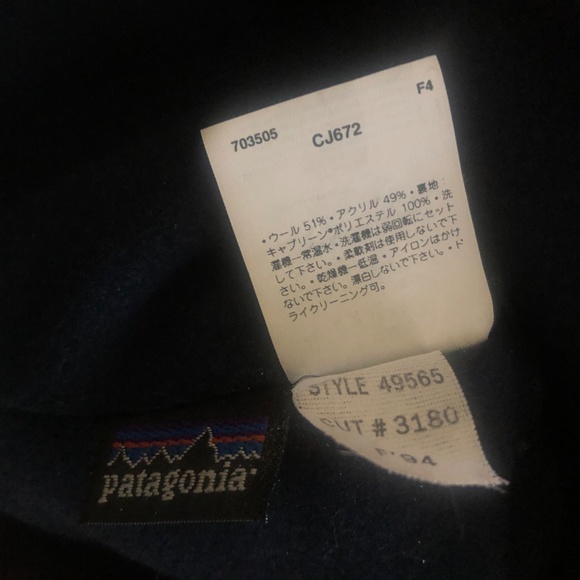 F4
703505 CJ672
・ウール 51%・アクリル 49%・裏地:
キャプリーン®ポリエステル 100%・洗
濯機一常温水・洗濯機は弱回転にセット
して下さい。・柔軟剤は使用しないで下
さい。・乾燥機一低温・アイロンはかけ
ないで下さい。漂白しないで下さい。・ド
ライクリーニング可。
STYLE 49565
CUT # 3180
F'94
patagonia®